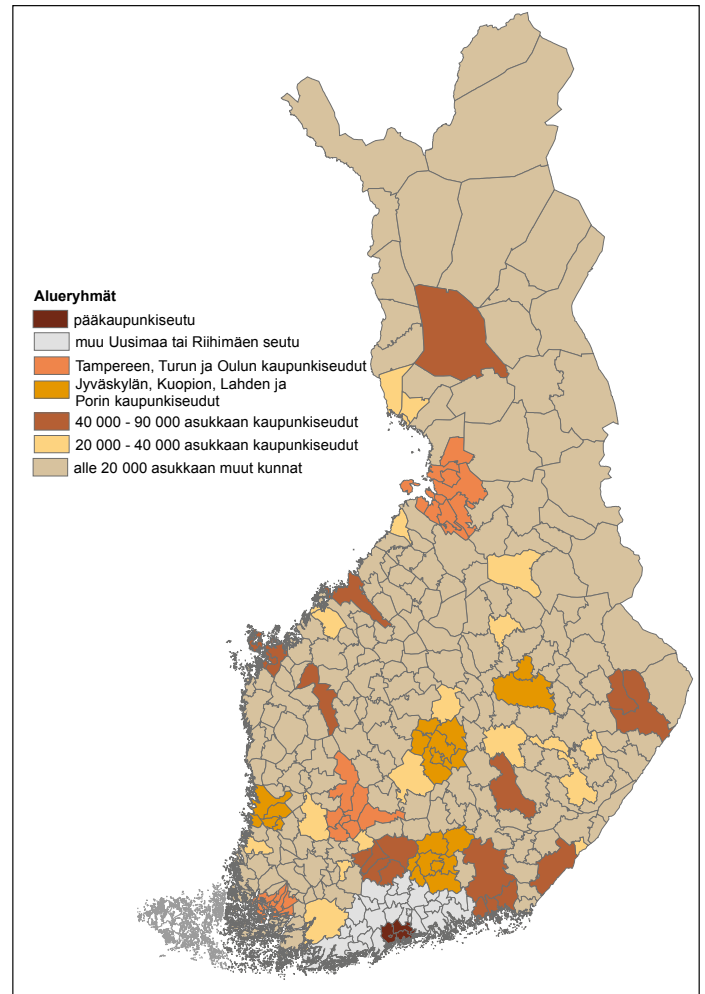 Alueryhmät
pääkaupunkiseutu
muu Uusimaa tai Riihimäen seutu
Tampereen, Turun ja Oulun kaupunkiseudut
Jyväskylän, Kuopion, Lahden ja
Porin kaupunkiseudut
40 000 - 90 000 asukkaan kaupunkiseudut
20 000 - 40 000 asukkaan kaupunkiseudut
alle 20 000 asukkaan muut kunnat